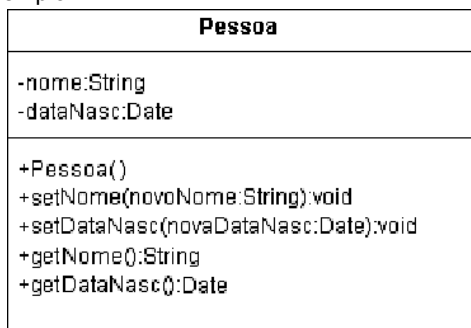 Pessoa
-nome:String
-dataNasc:Date
+Pessoa()
+setNome(novoNome:String):void
+setDataNasc(novaDataNasc:Date):void
+getNome():String
+getDataNasc():Date